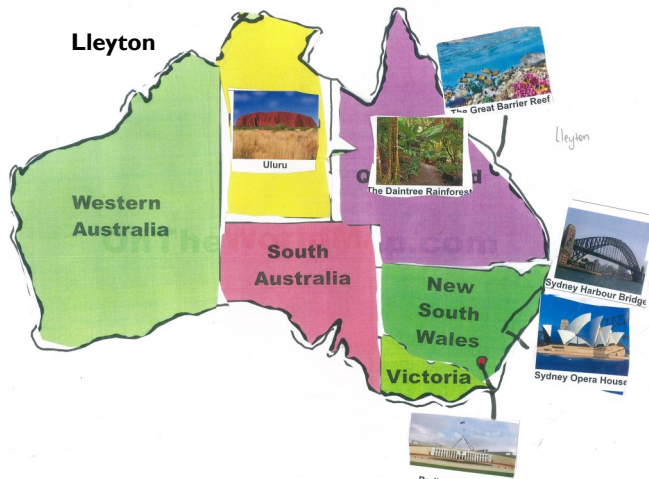 Lleyton
The Great Barrier Reef
Lleyton
Uluru
The Daintree Rainforest
Western
Australia
South
Australia
Sydney Harbour Bridge
New
South
Wales
Sydney Opera House
Victoria